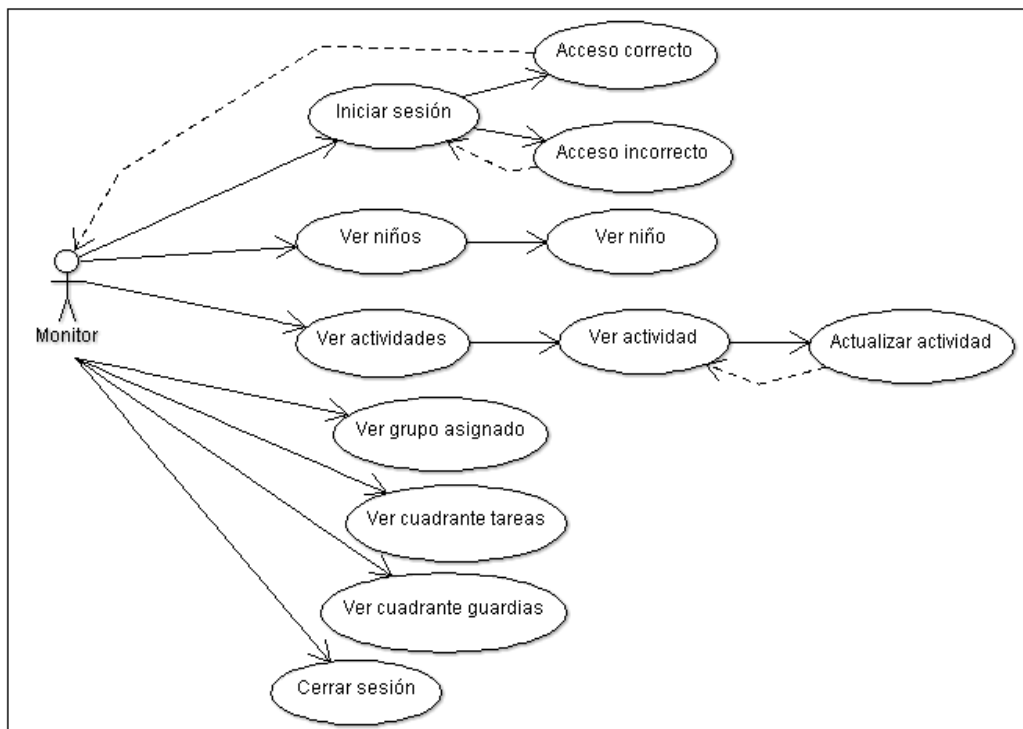 Acceso correcto
Iniciar sesión
Acceso incorrecto
Ver niños
Ver niño
Monitor
Ver actividades
Ver actividad
Actualizar actividad
Ver grupo asignado
Ver cuadrante tareas
Ver cuadrante guardias
Cerrar sesión